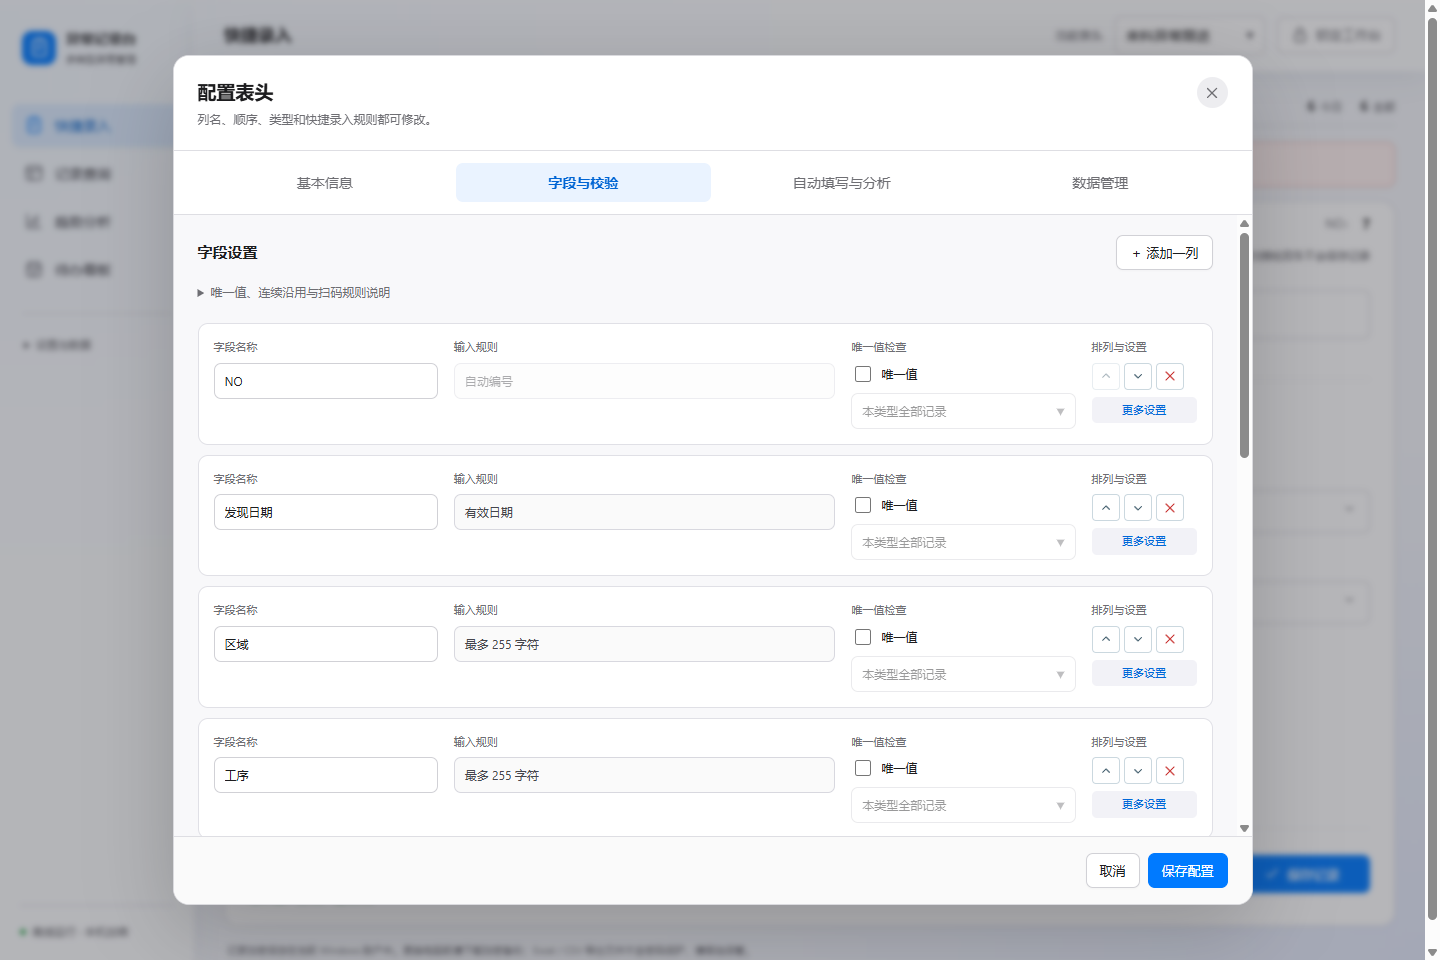 配置表头
列名、顺序、类型和快捷录入规则都可修改。
基本信息
字段与校验
自动填写与分析
数据管理
字段设置
+ 添加一列
唯一值、连续沿用与扫码规则说明
字段名称
输入规则
唯一值检查
排列与设置
NO
自动编号
唯一值
本类型全部记录
更多设置
字段名称
输入规则
唯一值检查
排列与设置
发现日期
有效日期
唯一值
本类型全部记录
更多设置
字段名称
输入规则
唯一值检查
排列与设置
区域
最多 255 字符
唯一值
本类型全部记录
更多设置
字段名称
输入规则
唯一值检查
排列与设置
工序
最多 255 字符
唯一值
本类型全部记录
更多设置
取消
保存配置
快捷录入